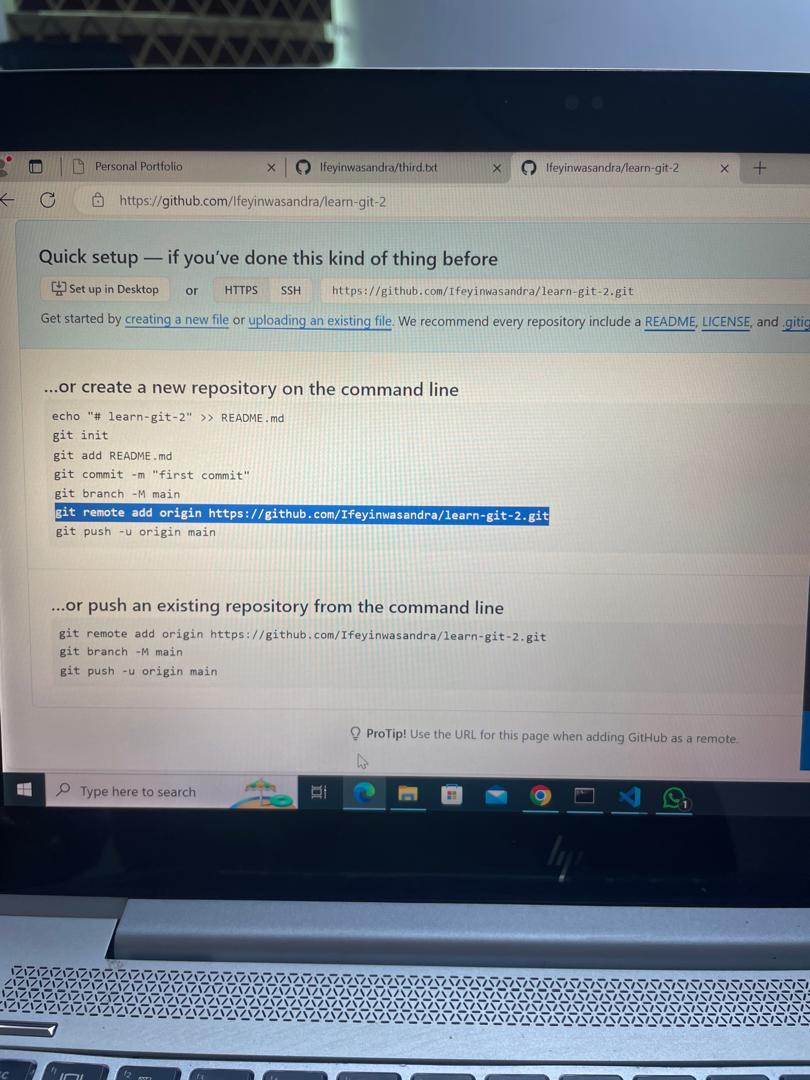 Personal Portfolio
Ifeyinwasandra/third.txt
Ifeyinwasandra/learn-git-2
https://github.com/Ifeyinwasandra/learn-git-2
Quick setup — if you've done this kind of thing before
Set up in Desktop or HTTPS SSH https://github.com/Ifeyinwasandra/learn-git-2.git
Get started by creating a new file or uploading an existing file. We recommend every repository include a README, LICENSE, and .gitig
...or create a new repository on the command line
echo "# learn-git-2" >> README.md
git init
git add README.md
git commit -m "first commit"
git branch -M main
git remote add origin https://github.com/Ifeyinwasandra/learn-git-2.git
git push -u origin main
...or push an existing repository from the command line
git remote add origin https://github.com/Ifeyinwasandra/learn-git-2.git
git branch -M main
git push -u origin main
ProTip! Use the URL for this page when adding GitHub as a remote.
Type here to search
1
hp